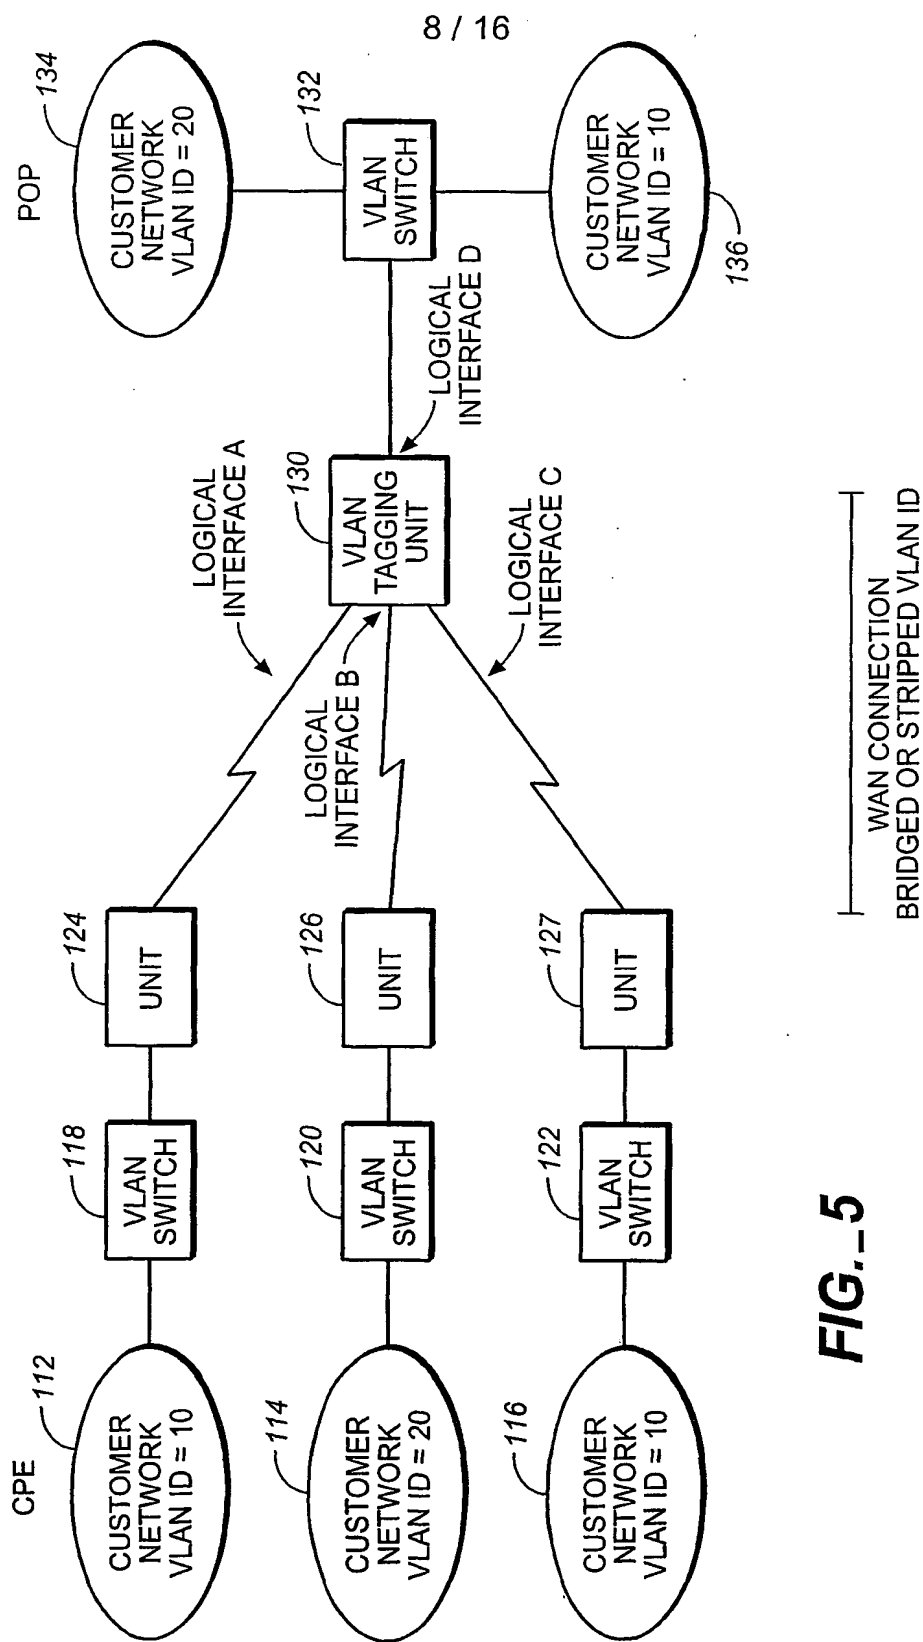 8 / 16
CPE
112
CUSTOMER
NETWORK
VLAN ID = 10
118
VLAN
SWITCH
124
UNIT
LOGICAL
INTERFACE A
POP
134
CUSTOMER
NETWORK
VLAN ID = 20
114
CUSTOMER
NETWORK
VLAN ID = 20
120
VLAN
SWITCH
126
UNIT
LOGICAL
INTERFACE B
130
VLAN
TAGGING
UNIT
LOGICAL
INTERFACE D
132
VLAN
SWITCH
116
CUSTOMER
NETWORK
VLAN ID = 10
122
VLAN
SWITCH
127
UNIT
LOGICAL
INTERFACE C
CUSTOMER
NETWORK
VLAN ID = 10
136
WAN CONNECTION
BRIDGED OR STRIPPED VLAN ID
FIG._5